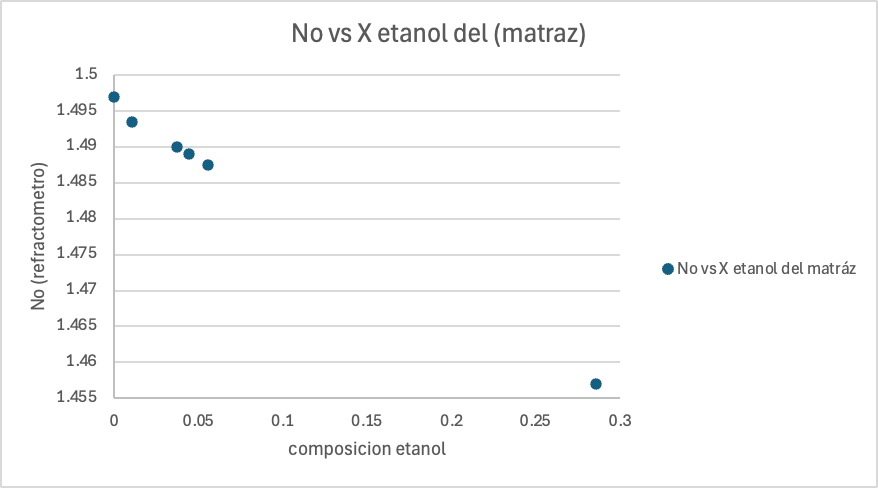 No vs X etanol del (matraz)
1.5
1.495
1.49
1.485
1.48
1.475
1.47
1.465
1.46
1.455
No (refractometro)
0 0.05 0.1 0.15 0.2 0.25 0.3
composicion etanol
No vs X etanol del matráz